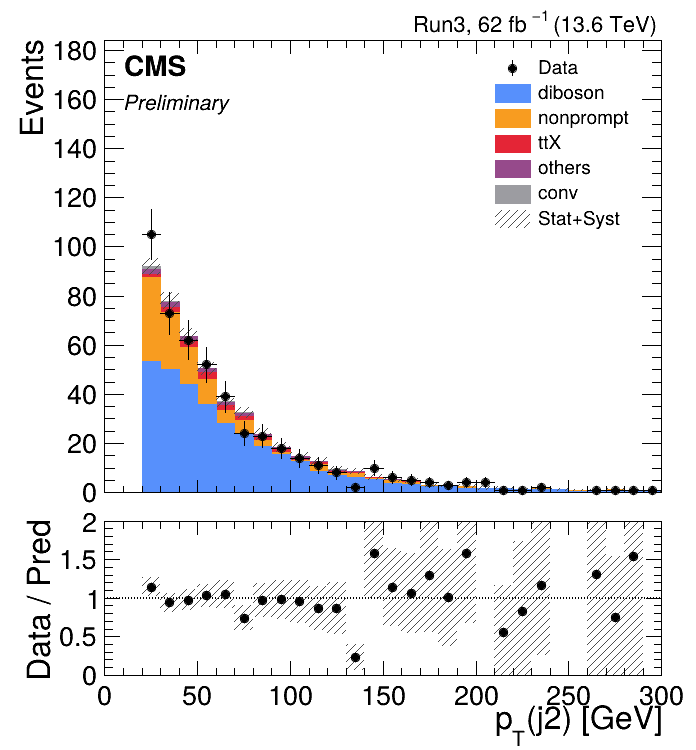 Run3, 62 fb⁻¹ (13.6 TeV)
Events
180
160
140
120
100
80
60
40
20
0
CMS
Preliminary
Data
diboson
nonprompt
ttX
others
conv
Stat+Syst
Data / Pred
2
1.5
1
0.5
0
0 50 100 150 200 250 300
p_T(j2) [GeV]